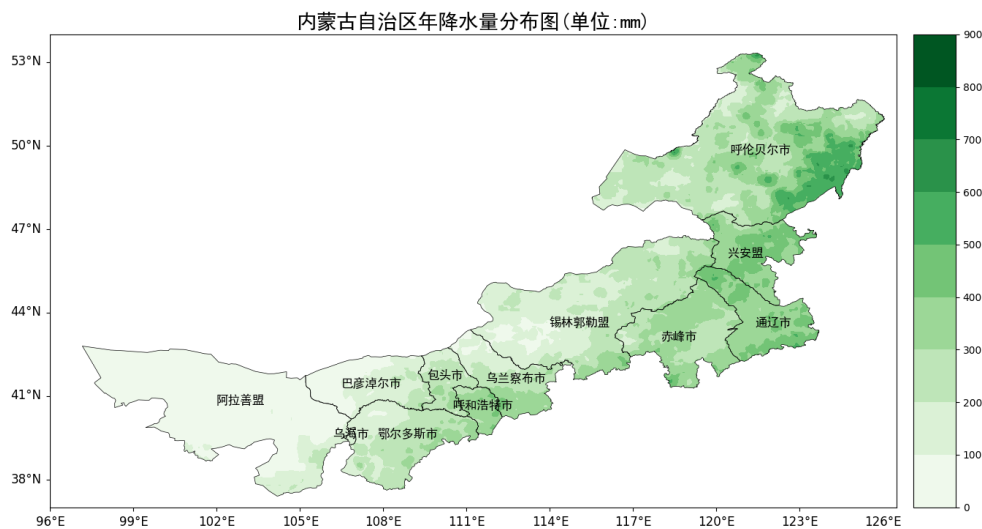 内蒙古自治区年降水量分布图(单位:mm)
53°N
50°N
47°N
44°N
41°N
38°N
96°E
99°E
102°E
105°E
108°E
111°E
114°E
117°E
120°E
123°E
126°E
呼伦贝尔市
兴安盟
锡林郭勒盟
通辽市
赤峰市
包头市
乌兰察布市
巴彦淖尔市
阿拉善盟
呼和浩特市
乌海市
鄂尔多斯市
900
800
700
600
500
400
300
200
100
0